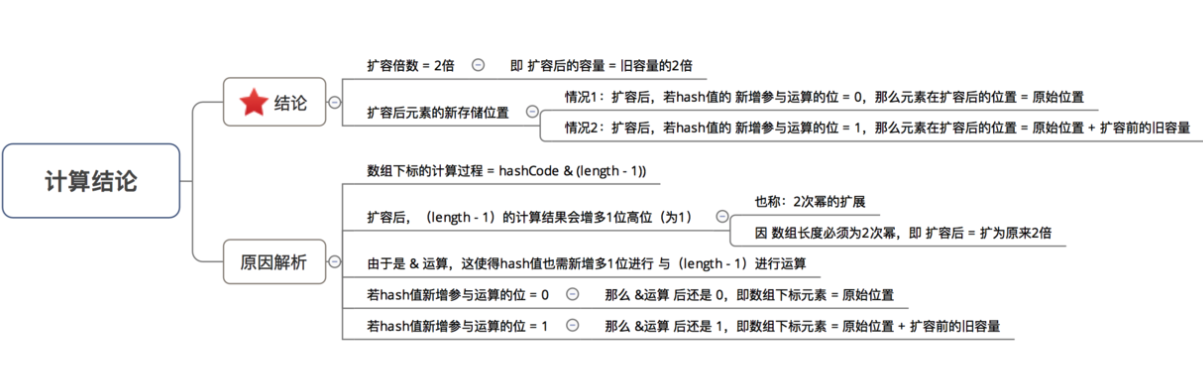 计算结论
结论
扩容倍数 = 2倍
即 扩容后的容量 = 旧容量的2倍
扩容后元素的新存储位置
情况1：扩容后，若hash值的 新增参与运算的位 = 0，那么元素在扩容后的位置 = 原始位置
情况2：扩容后，若hash值的 新增参与运算的位 = 1，那么元素在扩容后的位置 = 原始位置 + 扩容前的旧容量
原因解析
数组下标的计算过程 = hashCode & (length - 1))
扩容后，（length - 1）的计算结果会增多1位高位（为1）
也称：2次幂的扩展
因 数组长度必须为2次幂，即 扩容后 = 扩为原来2倍
由于是 & 运算，这使得hash值也需新增多1位进行 与（length - 1）进行运算
若hash值新增参与运算的位 = 0
那么 &运算 后还是 0，即数组下标元素 = 原始位置
若hash值新增参与运算的位 = 1
那么 &运算 后还是 1，即数组下标元素 = 原始位置 + 扩容前的旧容量